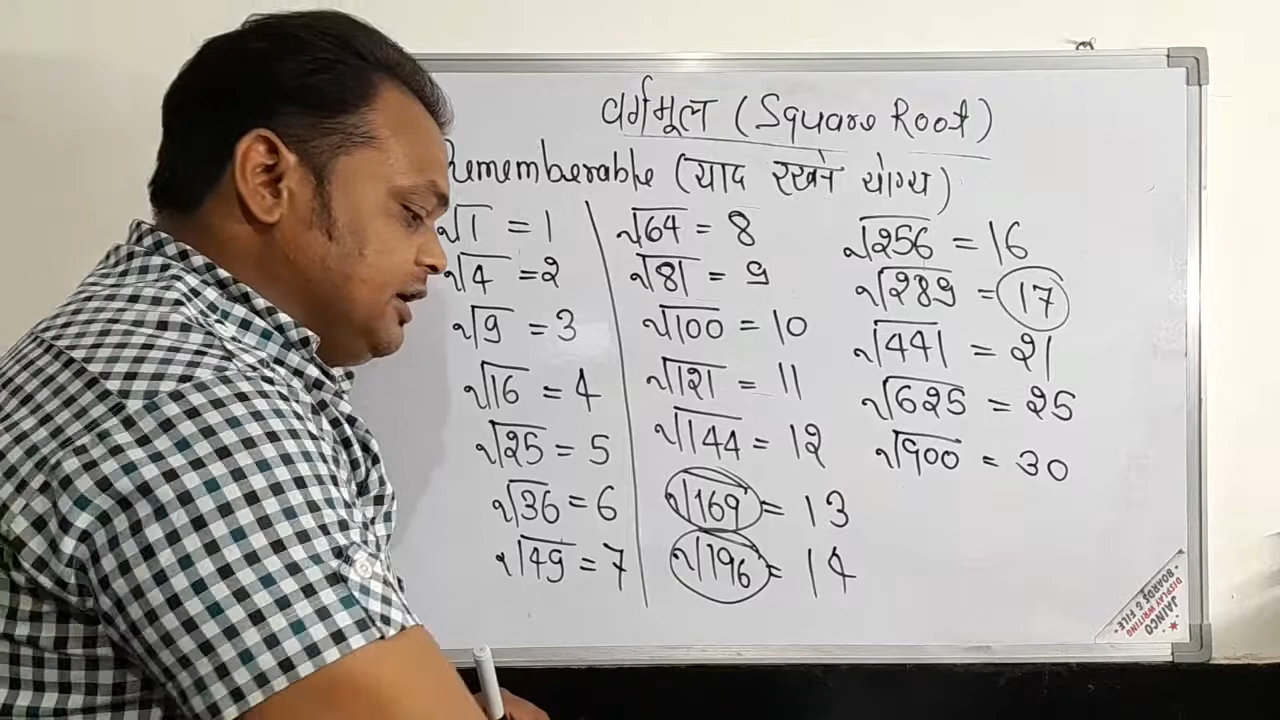 वर्गमूल (Square Root)
Rememberable (याद रखने योग्य)
√1 = 1
√4 = 2
√9 = 3
√16 = 4
√25 = 5
√36 = 6
√49 = 7
√64 = 8
√81 = 9
√100 = 10
√121 = 11
√144 = 12
√169 = 13
√196 = 14
√256 = 16
√289 = 17
√441 = 21
√625 = 25
√900 = 30
JAINCO
DISPLAY WRITING
BOARDS & FILE